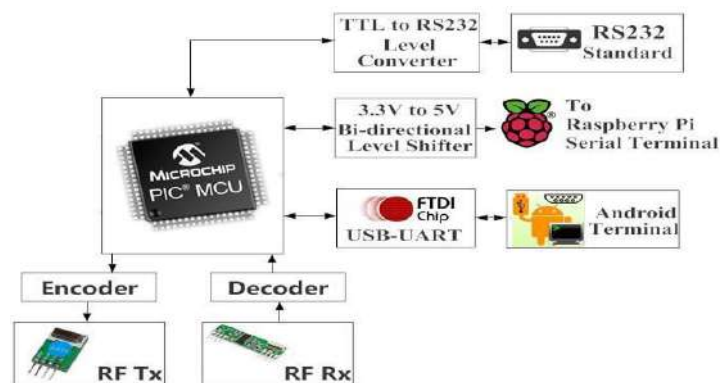 TTL to RS232
Level
Converter
RS232
Standard
3.3V to 5V
Bi-directional
Level Shifter
To
Raspberry Pi
Serial Terminal
MICROCHIP
PIC® MCU
FTDI
Chip
USB-UART
Android
Terminal
Encoder
Decoder
RF Tx
RF Rx